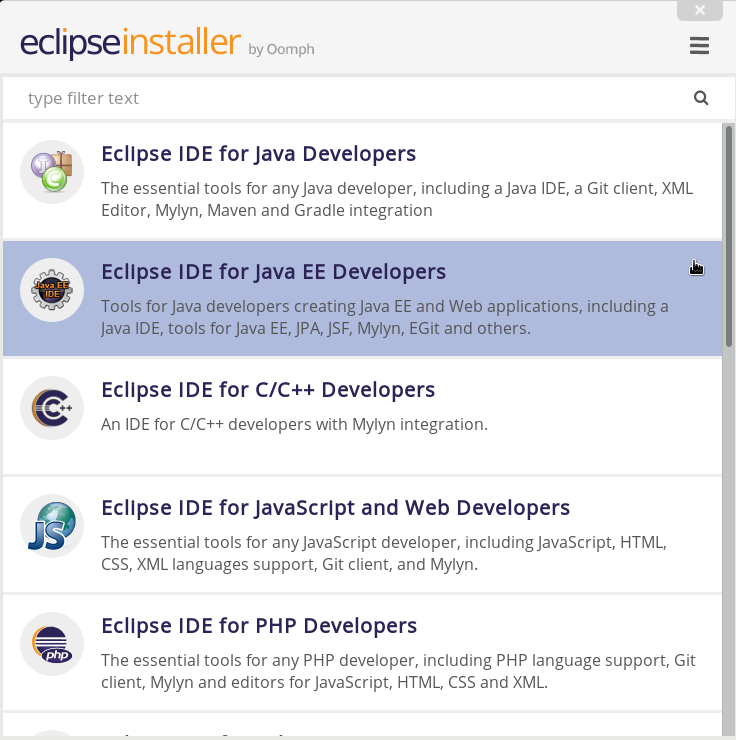 eclipseinstaller by Oomph
type filter text
Eclipse IDE for Java Developers
The essential tools for any Java developer, including a Java IDE, a Git client, XML
Editor, Mylyn, Maven and Gradle integration
Java EE
IDE
Eclipse IDE for Java EE Developers
Tools for Java developers creating Java EE and Web applications, including a
Java IDE, tools for Java EE, JPA, JSF, Mylyn, EGit and others.
C++
Eclipse IDE for C/C++ Developers
An IDE for C/C++ developers with Mylyn integration.
JS
Eclipse IDE for JavaScript and Web Developers
The essential tools for any JavaScript developer, including JavaScript, HTML,
CSS, XML languages support, Git client, and Mylyn.
php
Eclipse IDE for PHP Developers
The essential tools for any PHP developer, including PHP language support, Git
client, Mylyn and editors for JavaScript, HTML, CSS and XML.